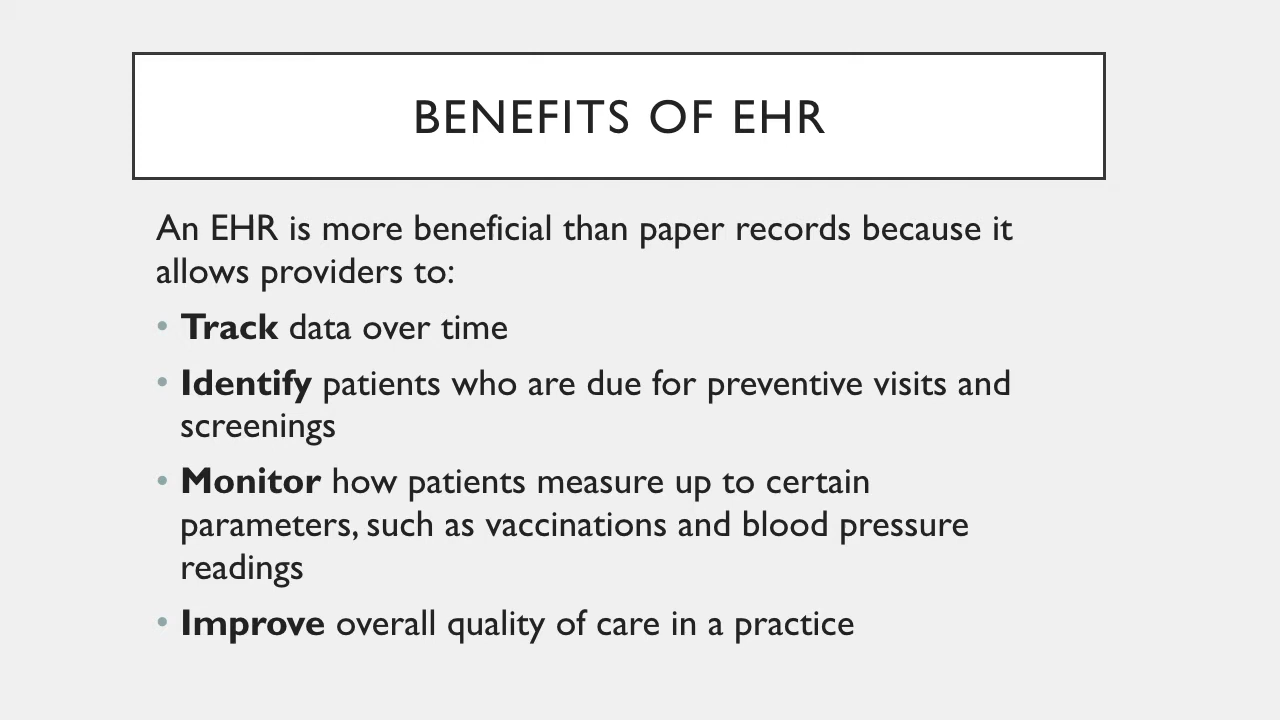 BENEFITS OF EHR
An EHR is more beneficial than paper records because it
allows providers to:
• Track data over time
• Identify patients who are due for preventive visits and
screenings
• Monitor how patients measure up to certain
parameters, such as vaccinations and blood pressure
readings
• Improve overall quality of care in a practice